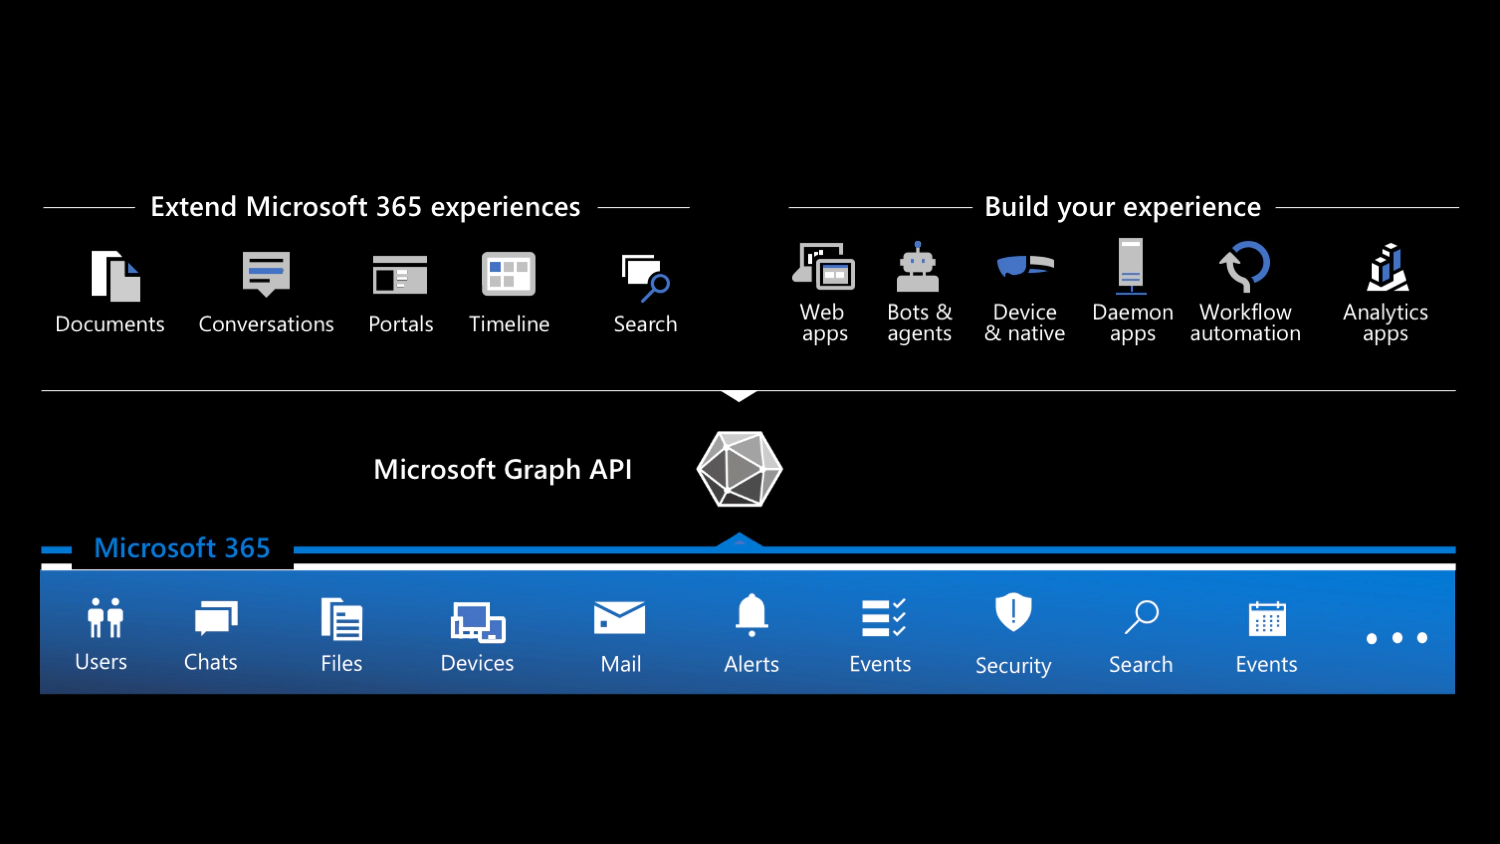 Extend Microsoft 365 experiences
Documents
Conversations
Portals
Timeline
Search
Build your experience
Web
apps
Bots &
agents
Device
& native
Daemon
apps
Workflow
automation
Analytics
apps
Microsoft Graph API
Microsoft 365
Users
Chats
Files
Devices
Mail
Alerts
Events
Security
Search
Events